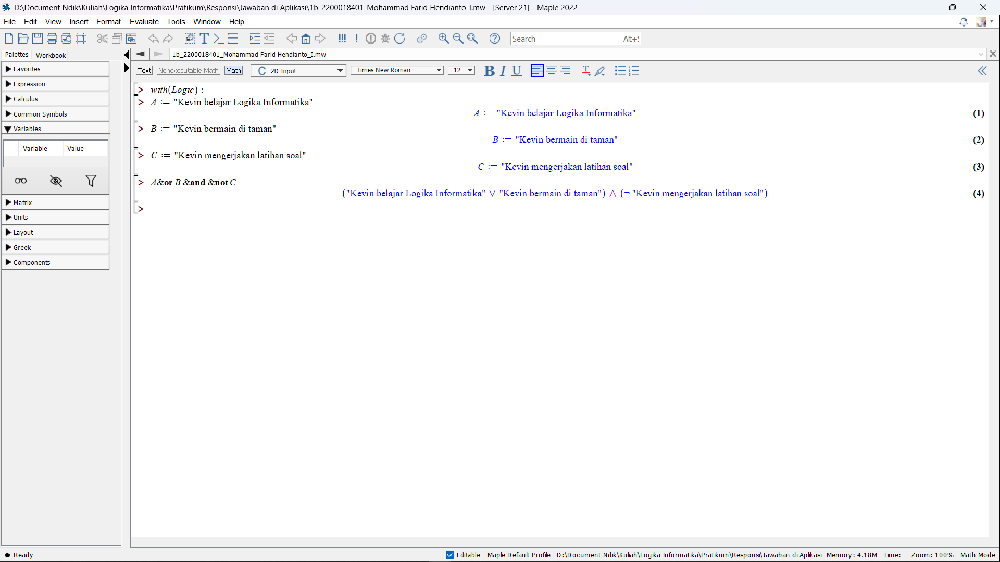 D:\Document Ndik\Kuliah\Logika Informatika\Pratikum\Responsi\Jawaban di Aplikasi\1b_2200018401_Mohammad Farid Hendianto_I.mw - [Server 21] - Maple 2022
File Edit View Insert Format Evaluate Tools Window Help
Search Alt+S
Palettes Workbook
1b_2200018401_Mohammad Farid Hendianto_I.mw
Text Nonexecutable Math Math C 2D Input Times New Roman 12 B I U
Favorites
Expression
Calculus
Common Symbols
Variables
Variable Value
Matrix
Units
Layout
Greek
Components
> with(Logic) :
> A := "Kevin belajar Logika Informatika"
A := "Kevin belajar Logika Informatika" (1)
> B := "Kevin bermain di taman"
B := "Kevin bermain di taman" (2)
> C := "Kevin mengerjakan latihan soal"
C := "Kevin mengerjakan latihan soal" (3)
> A&or B &and &not C
("Kevin belajar Logika Informatika" ∨ "Kevin bermain di taman") ∧ (¬ "Kevin mengerjakan latihan soal") (4)
>
Ready Editable Maple Default Profile D:\Document Ndik\Kuliah\Logika Informatika\Pratikum\Responsi\Jawaban di Aplikasi Memory: 4.18M Time: - Zoom: 100% Math Mode